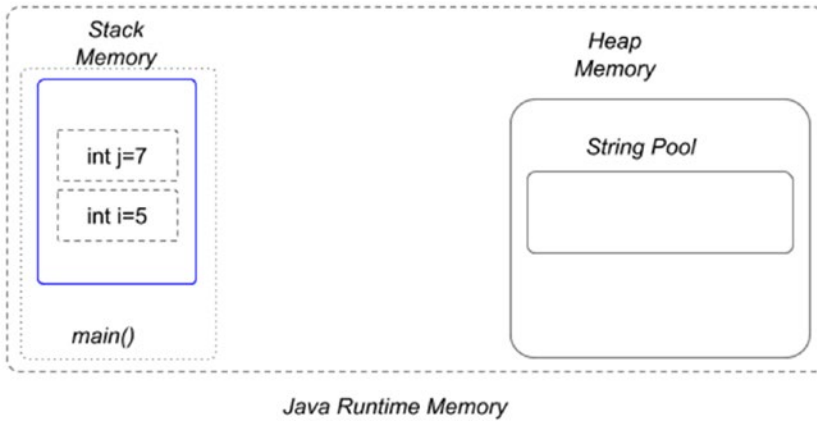 Stack
Memory
Heap
Memory
int j=7
int i=5
String Pool
main()
Java Runtime Memory